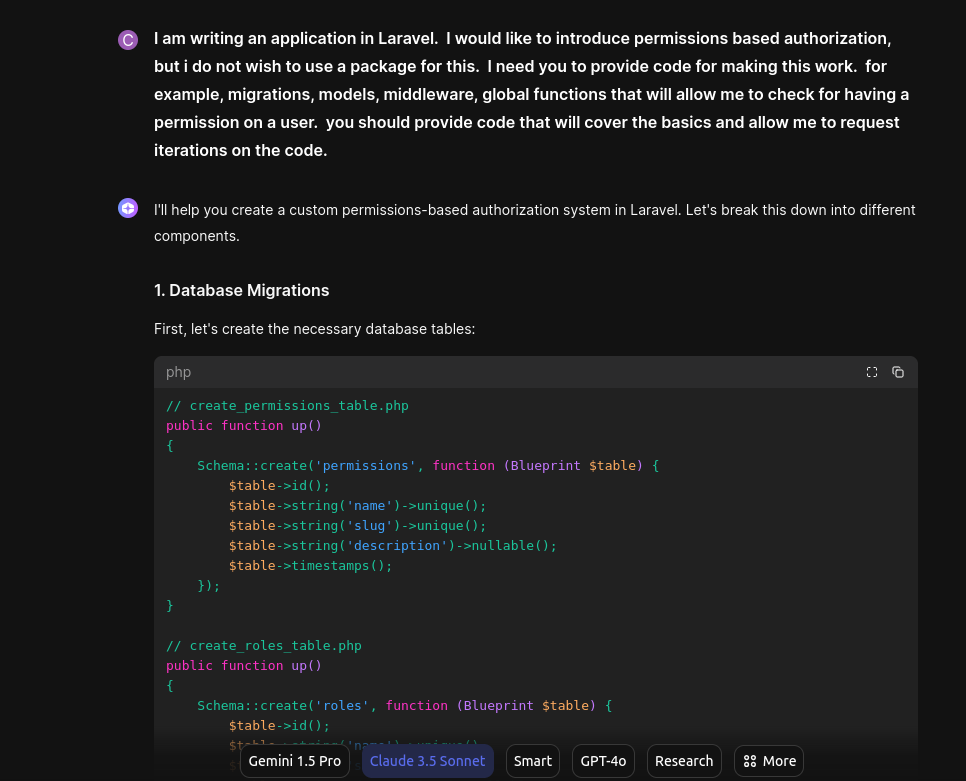 C
I am writing an application in Laravel.  I would like to introduce permissions based authorization,
but i do not wish to use a package for this.  I need you to provide code for making this work.  for
example, migrations, models, middleware, global functions that will allow me to check for having a
permission on a user.  you should provide code that will cover the basics and allow me to request
iterations on the code.
I'll help you create a custom permissions-based authorization system in Laravel. Let's break this down into different
components.
1. Database Migrations
First, let's create the necessary database tables:
php
// create_permissions_table.php
public function up()
{
    Schema::create('permissions', function (Blueprint $table) {
        $table->id();
        $table->string('name')->unique();
        $table->string('slug')->unique();
        $table->string('description')->nullable();
        $table->timestamps();
    });
}
// create_roles_table.php
public function up()
{
    Schema::create('roles', function (Blueprint $table) {
        $table->id();
        $table->string('name')->unique();
Gemini 1.5 Pro Claude 3.5 Sonnet Smart GPT-4o Research More